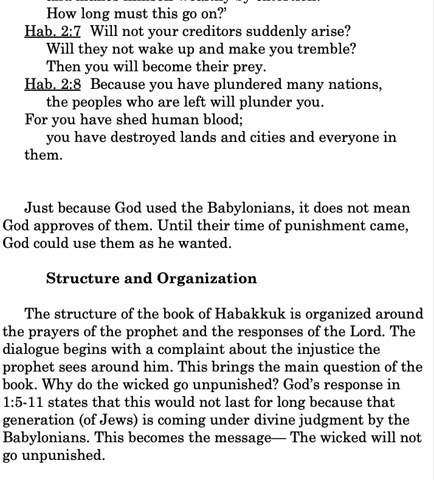 and makes himself wealthy by extortion!
How long must this go on?'
Hab. 2:7 Will not your creditors suddenly arise?
Will they not wake up and make you tremble?
Then you will become their prey.
Hab. 2:8 Because you have plundered many nations,
the peoples who are left will plunder you.
For you have shed human blood;
you have destroyed lands and cities and everyone in
them.
Just because God used the Babylonians, it does not mean
God approves of them. Until their time of punishment came,
God could use them as he wanted.
Structure and Organization
The structure of the book of Habakkuk is organized around
the prayers of the prophet and the responses of the Lord. The
dialogue begins with a complaint about the injustice the
prophet sees around him. This brings the main question of the
book. Why do the wicked go unpunished? God's response in
1:5-11 states that this would not last for long because that
generation (of Jews) is coming under divine judgment by the
Babylonians. This becomes the message— The wicked will not
go unpunished.